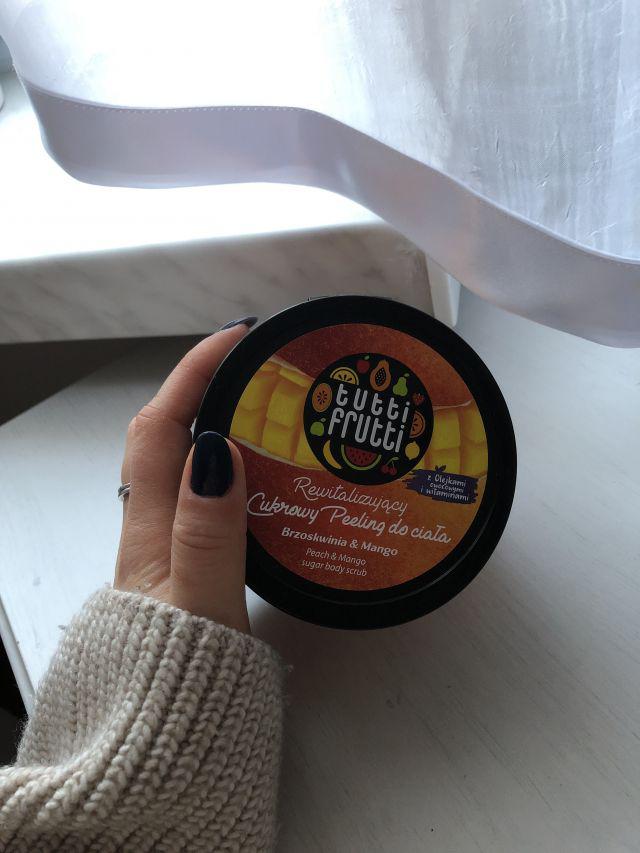 tutti
frutti
z Olejkami
owocowymi
i witaminami
Rewitalizujący
Cukrowy Peeling do ciała
Brzoskwinia & Mango
Peach & Mango
sugar body scrub